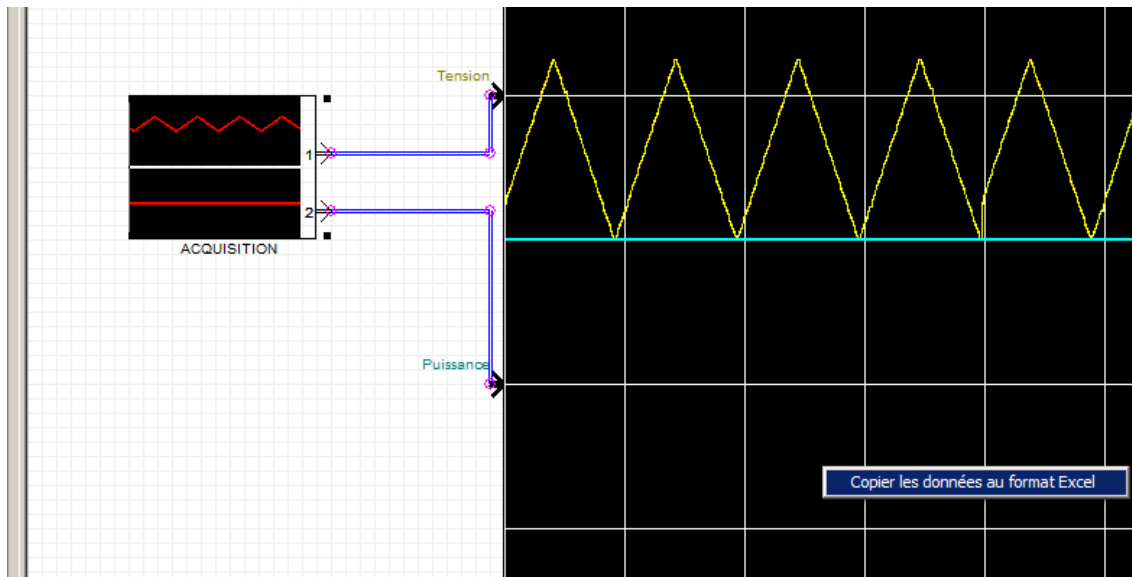 Tension
1
2
ACQUISITION
Puissance
Copier les données au format Excel